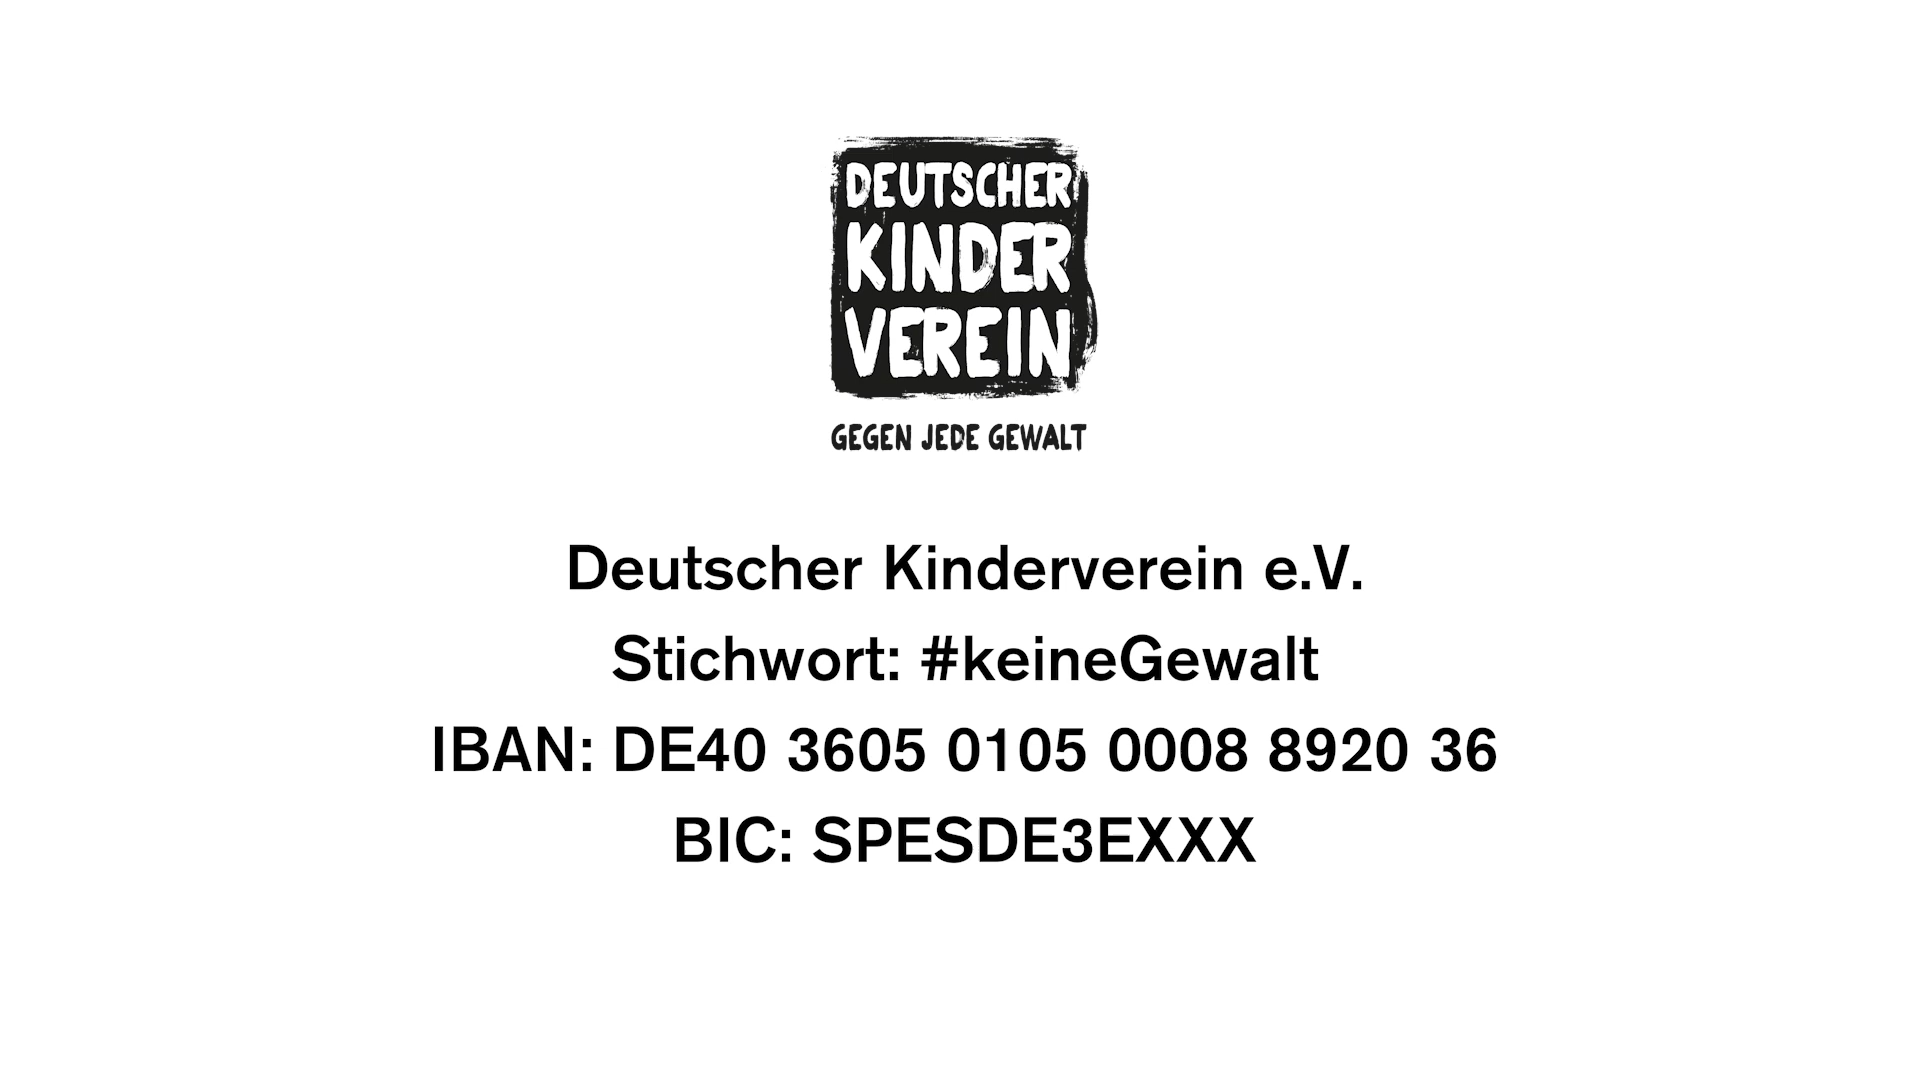 DEUTSCHER
KINDER
VEREIN
GEGEN JEDE GEWALT
Deutscher Kinderverein e.V.
Stichwort: #keineGewalt
IBAN: DE40 3605 0105 0008 8920 36
BIC: SPESDE3EXXX